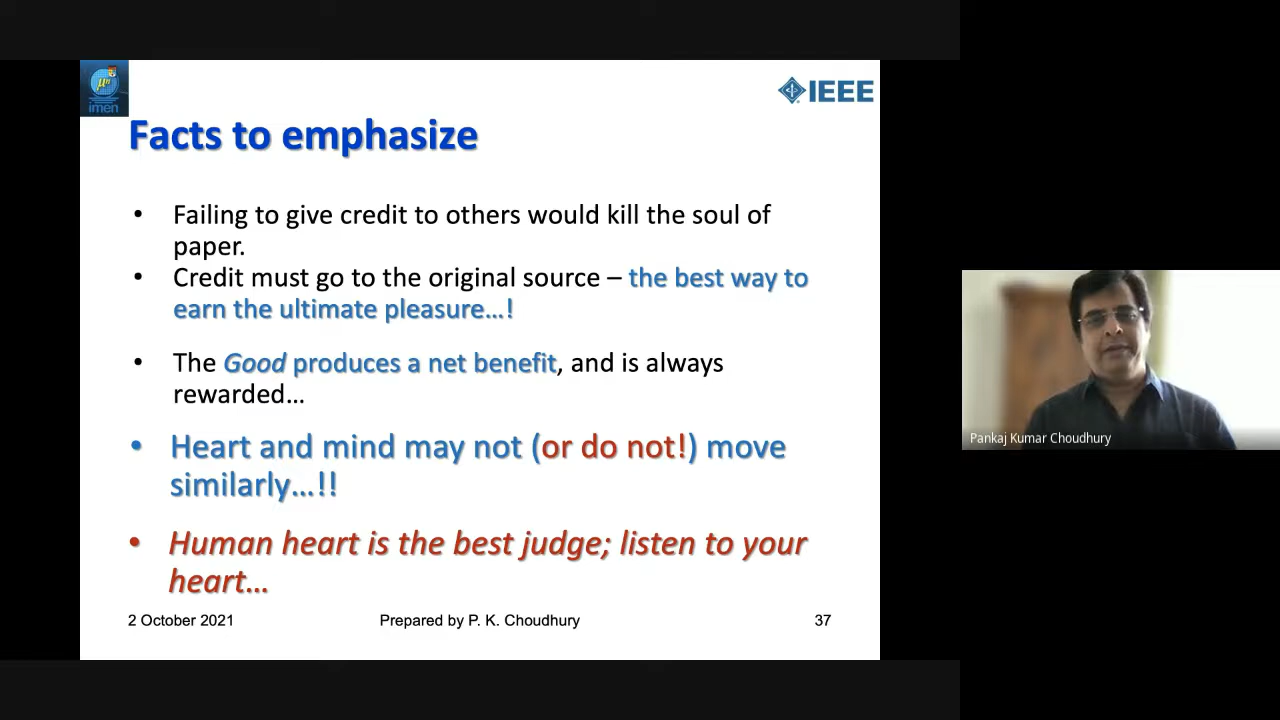 μη
imen
IEEE
Facts to emphasize
• Failing to give credit to others would kill the soul of
paper.
• Credit must go to the original source – the best way to
earn the ultimate pleasure…!
• The Good produces a net benefit, and is always
rewarded…
• Heart and mind may not (or do not!) move
similarly…!!
• Human heart is the best judge; listen to your
heart…
2 October 2021
Prepared by P. K. Choudhury
37
Pankaj Kumar Choudhury